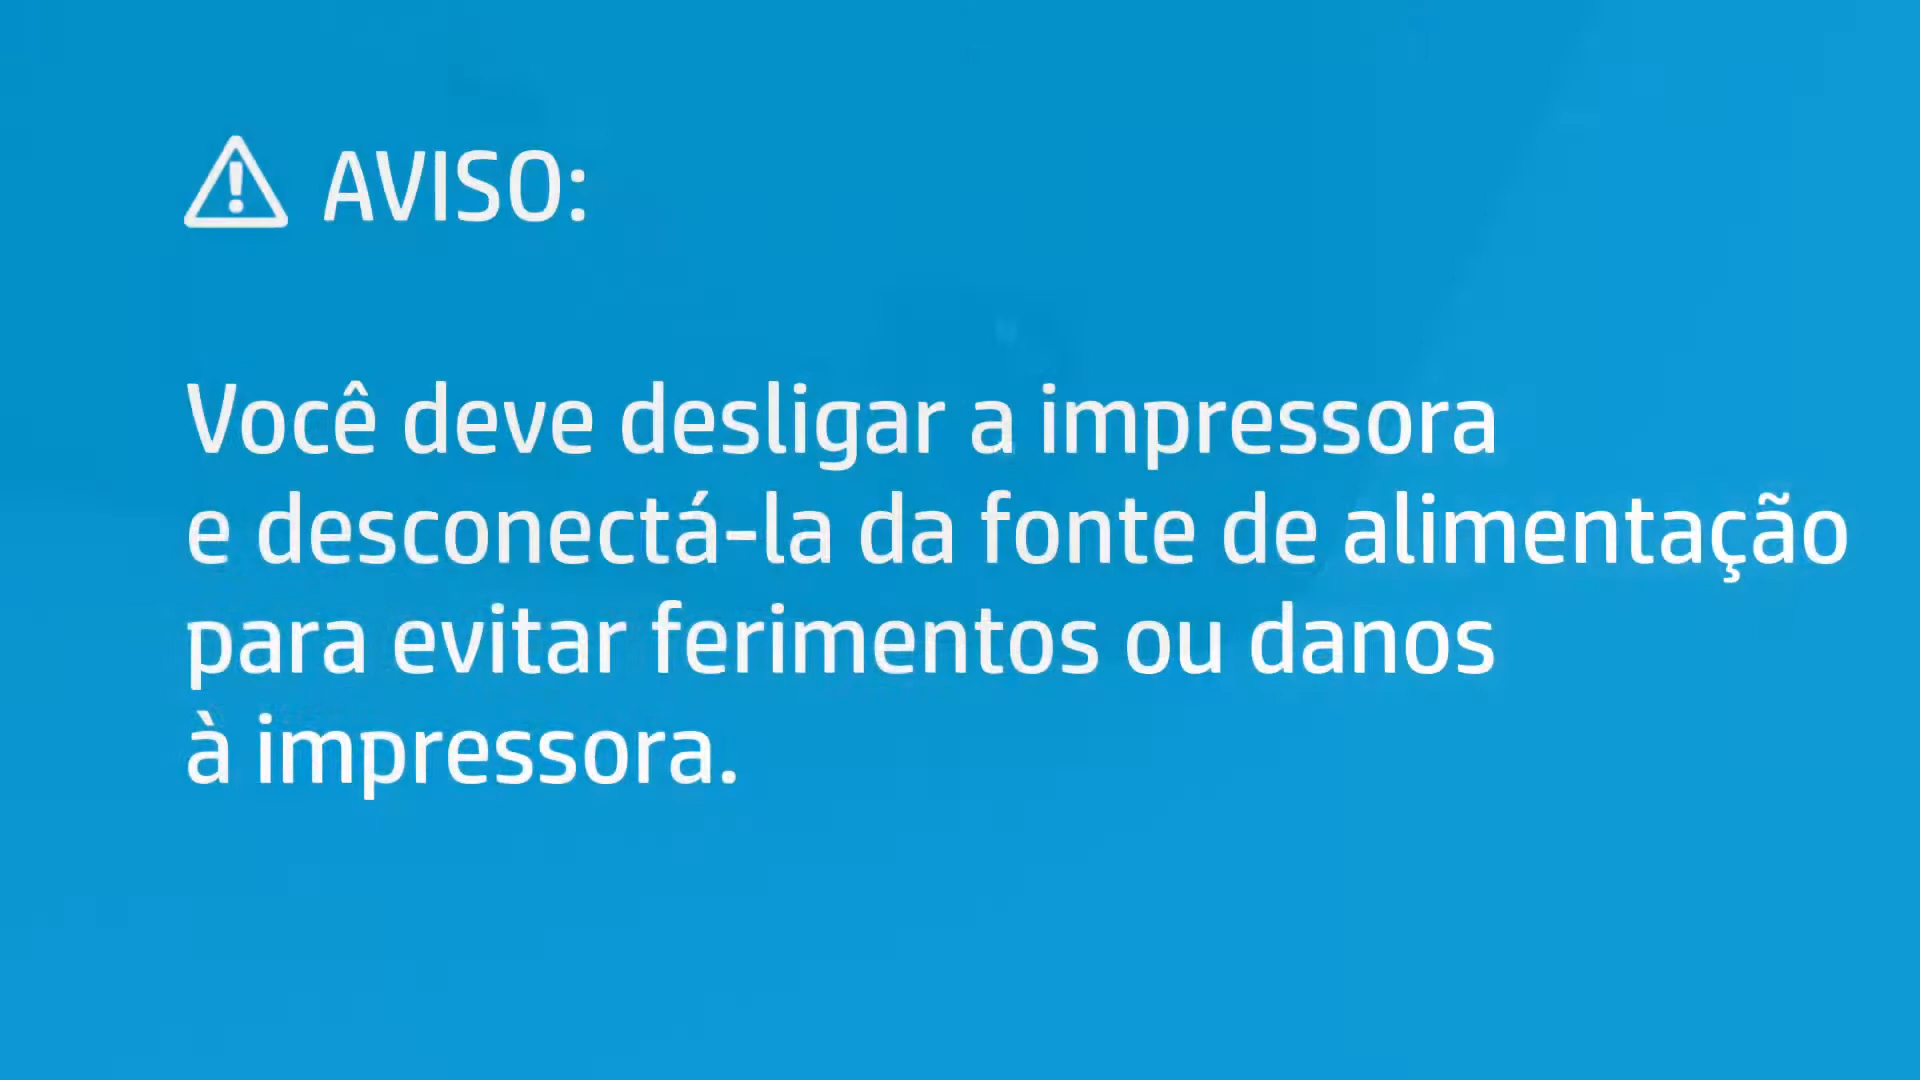 AVISO:
Você deve desligar a impressora
e desconectá-la da fonte de alimentação
para evitar ferimentos ou danos
à impressora.